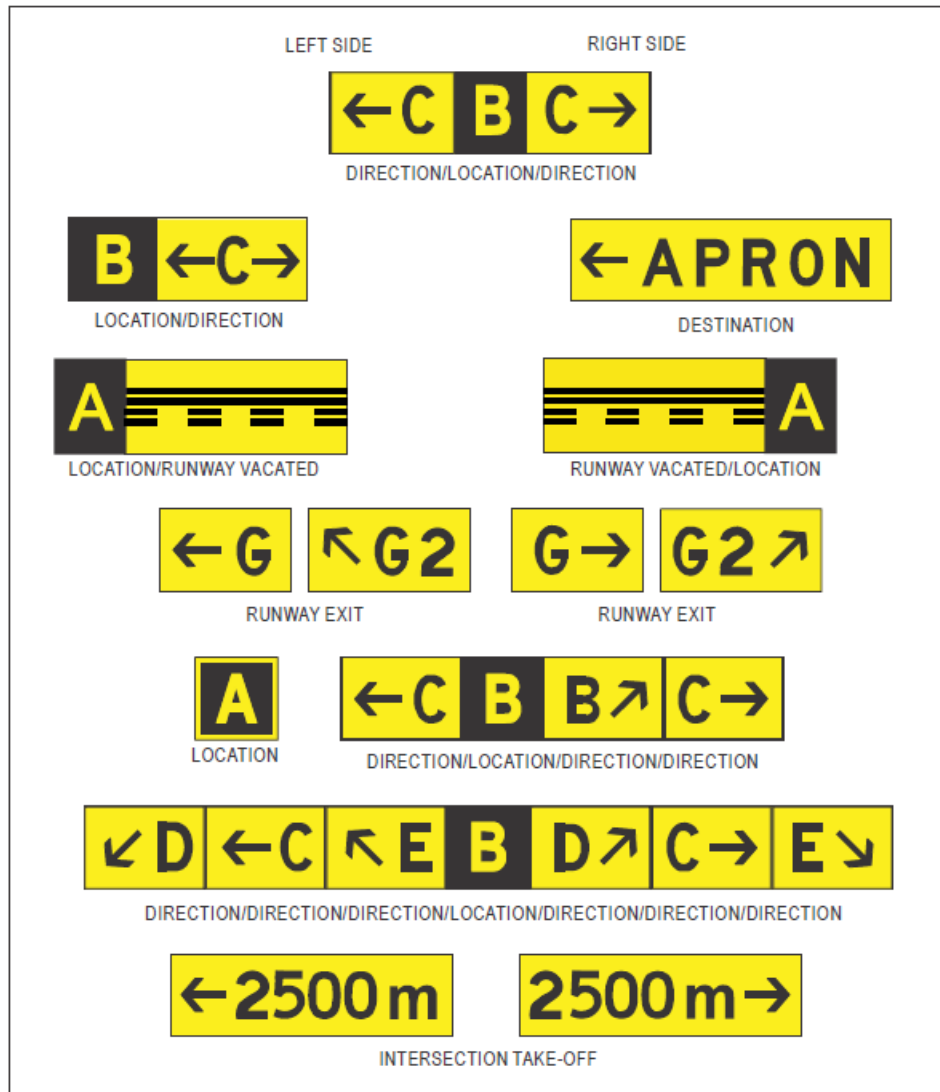 LEFT SIDE RIGHT SIDE
←C B C→
DIRECTION/LOCATION/DIRECTION
B ←C→
LOCATION/DIRECTION
←APRON
DESTINATION
A
LOCATION/RUNWAY VACATED
A
RUNWAY VACATED/LOCATION
←G ↖G2
RUNWAY EXIT
G→ G2↗
RUNWAY EXIT
A
LOCATION
←C B B↗ C→
DIRECTION/LOCATION/DIRECTION/DIRECTION
↙D ←C ↖E B D↗ C→ E↘
DIRECTION/DIRECTION/DIRECTION/LOCATION/DIRECTION/DIRECTION/DIRECTION
←2500m 2500m→
INTERSECTION TAKE-OFF